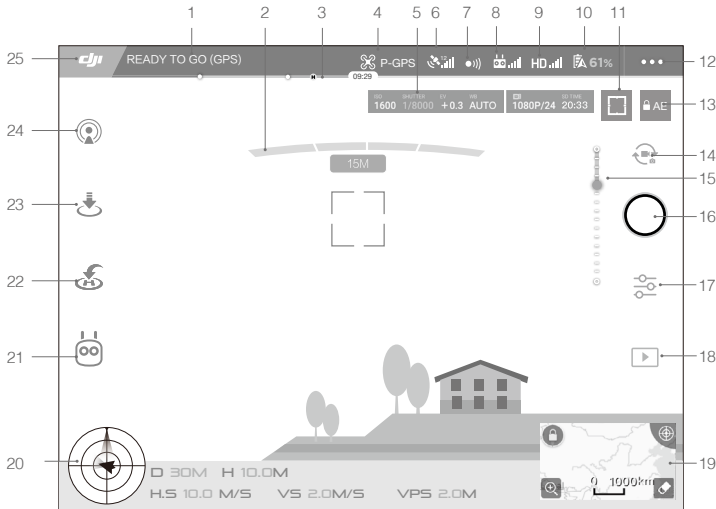 1 2 3 4 5 6 7 8 9 10 11
25 dji READY TO GO (GPS) P-GPS 12 HD 61% 12
H 09:29
ISO SHUTTER EV WB SD TIME
1600 1/8000 +0.3 AUTO 1080P/24 20:33 AE 13
24 15M 14
15
23 16
22 17
21 18
20 D 30M H 10.0M 0 1000km 19
H.S 10.0 M/S VS 2.0M/S VPS 2.0M